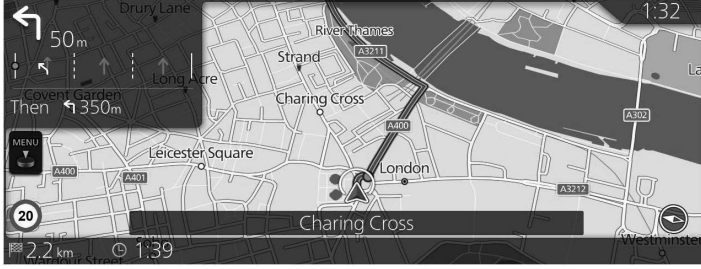 Drury Lane
1:32
50 m
River Thames
A3211
Strand
Long Acre
Covent Garden
Then 350m
Charing Cross
A302
A400
MENU
Leicester Square
London
A400
A401
A3212
20
Charing Cross
Westminster
2.2 km
1:39